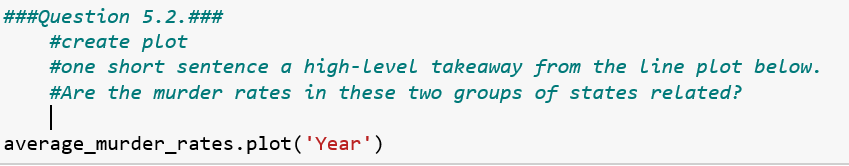 ###Question 5.2.###
#create plot
#one short sentence a high-level takeaway from the line plot below.
#Are the murder rates in these two groups of states related?
average_murder_rates.plot('Year')